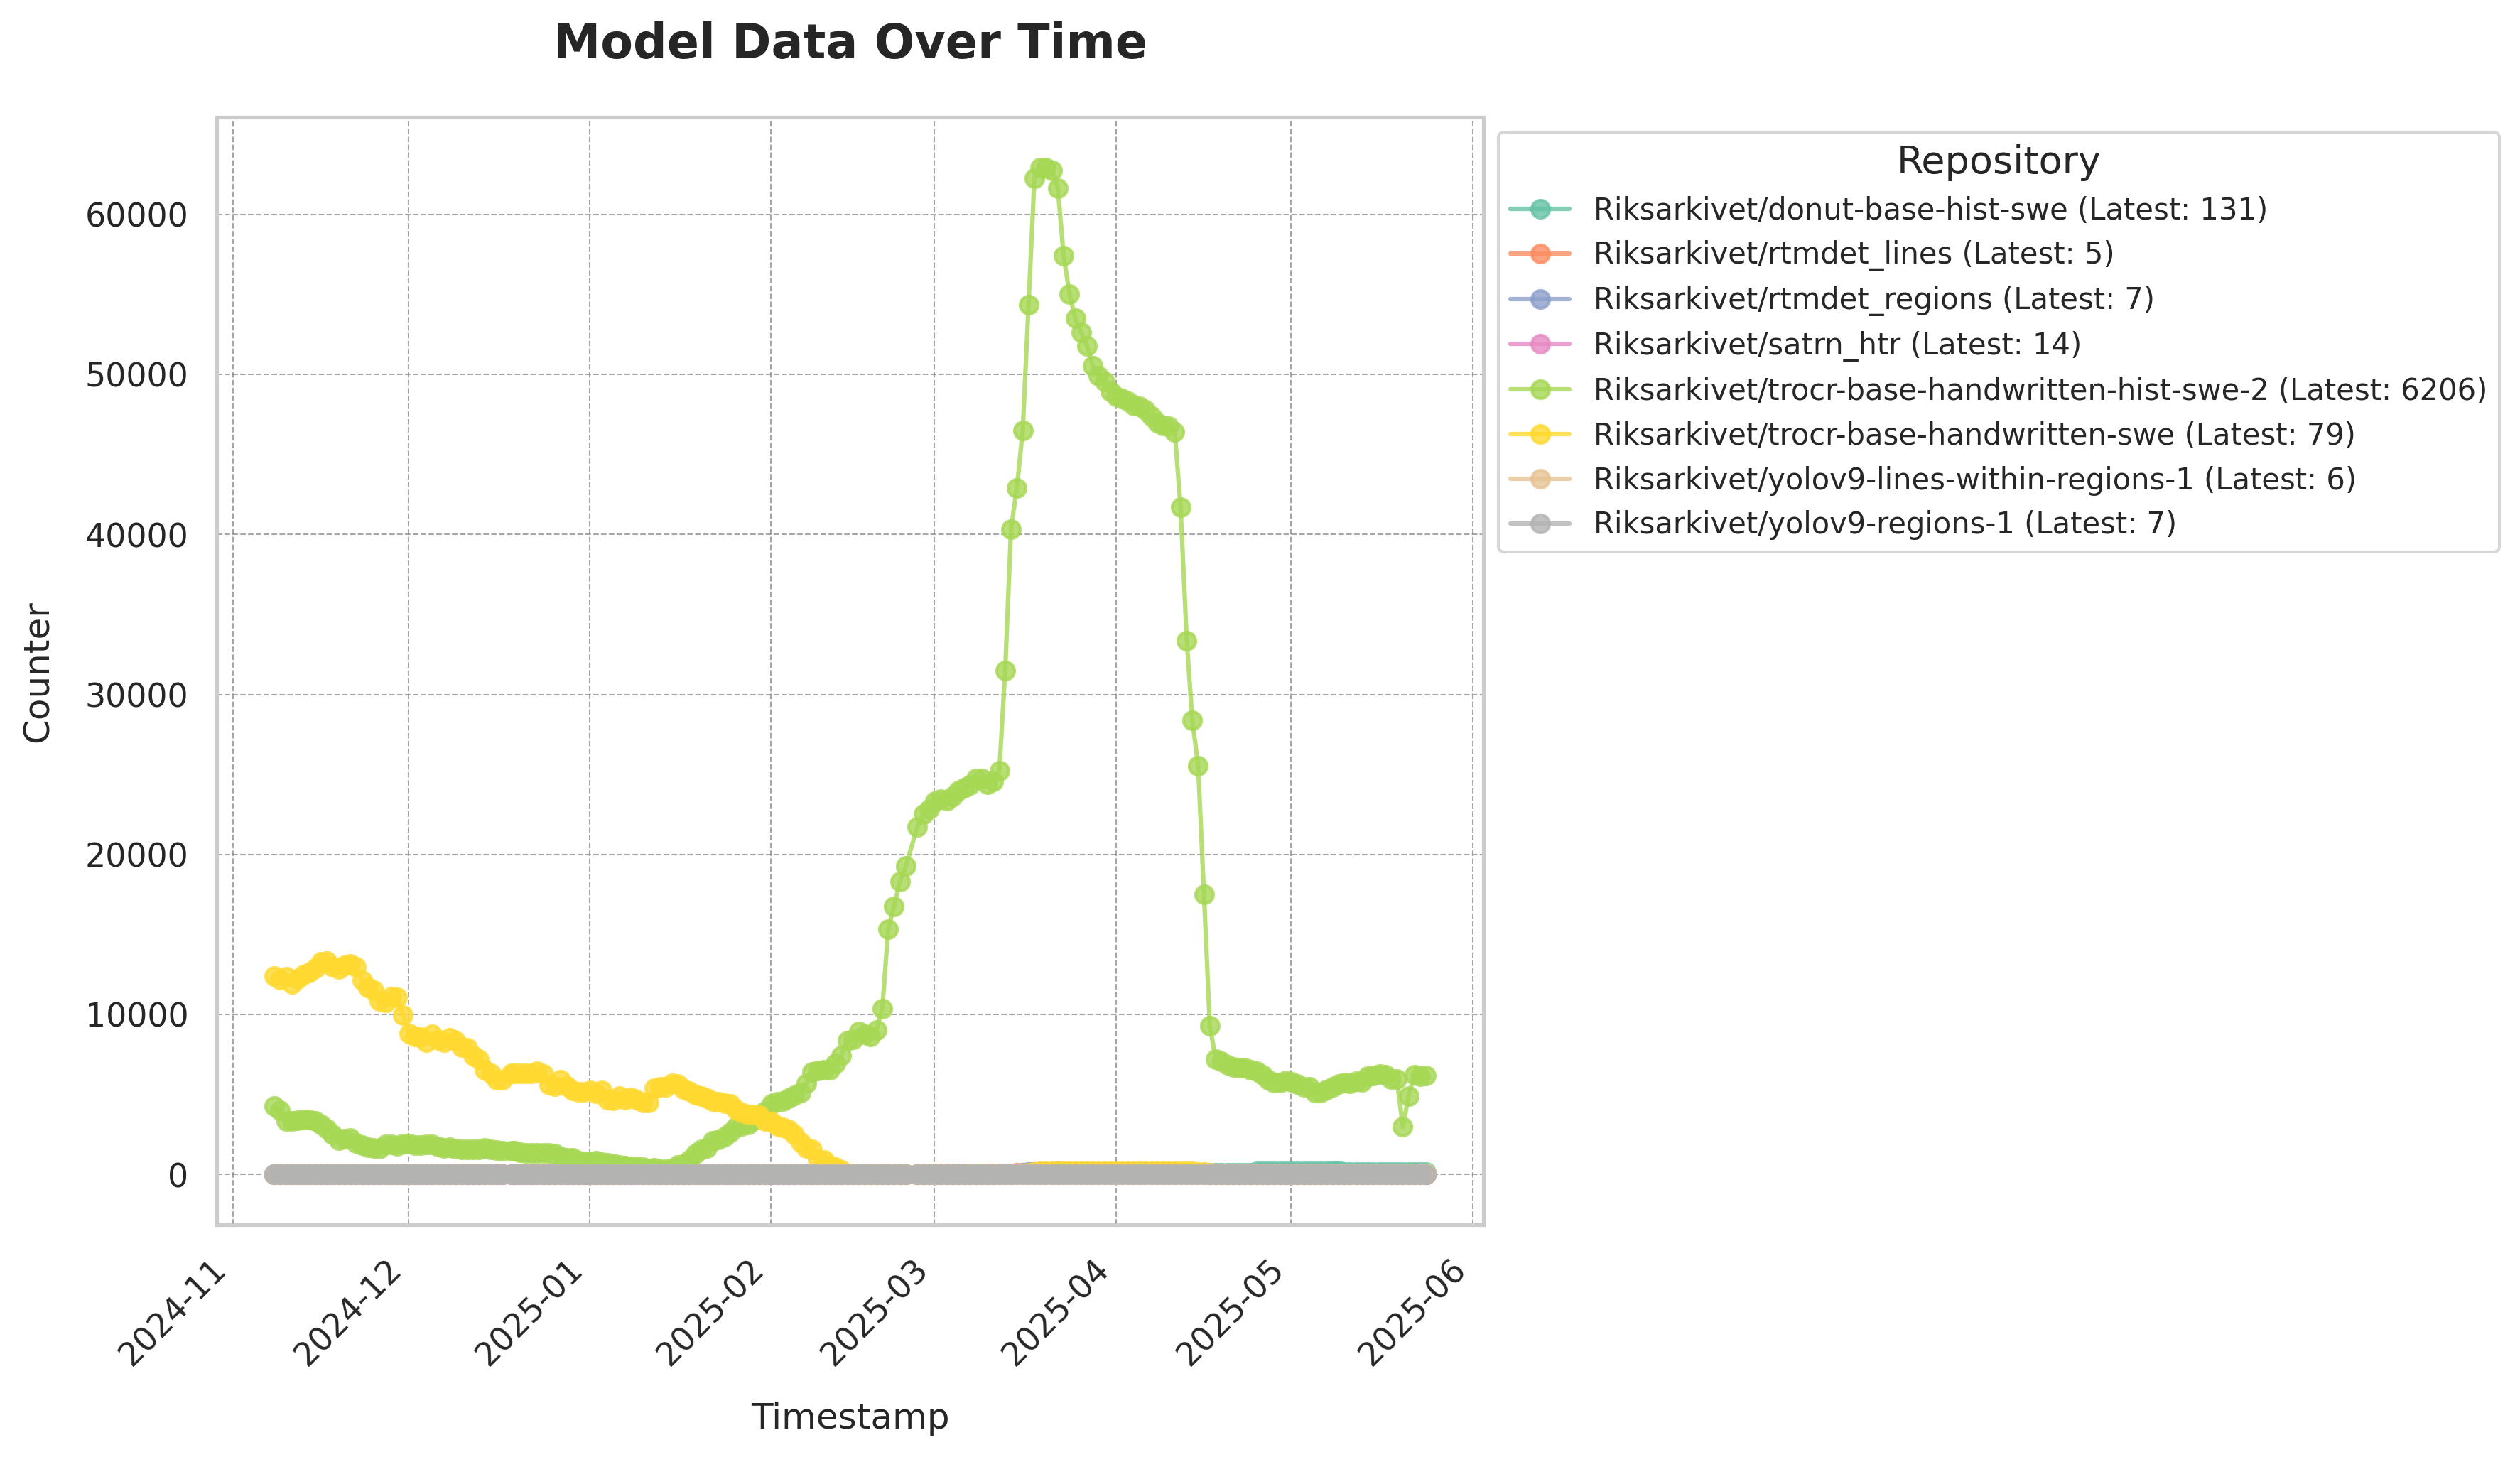 Model Data Over Time
Counter
60000
50000
40000
30000
20000
10000
0
2024-11
2024-12
2025-01
2025-02
2025-03
2025-04
2025-05
2025-06
Timestamp
Repository
Riksarkivet/donut-base-hist-swe (Latest: 131)
Riksarkivet/rtmdet_lines (Latest: 5)
Riksarkivet/rtmdet_regions (Latest: 7)
Riksarkivet/satrn_htr (Latest: 14)
Riksarkivet/trocr-base-handwritten-hist-swe-2 (Latest: 6206)
Riksarkivet/trocr-base-handwritten-swe (Latest: 79)
Riksarkivet/yolov9-lines-within-regions-1 (Latest: 6)
Riksarkivet/yolov9-regions-1 (Latest: 7)